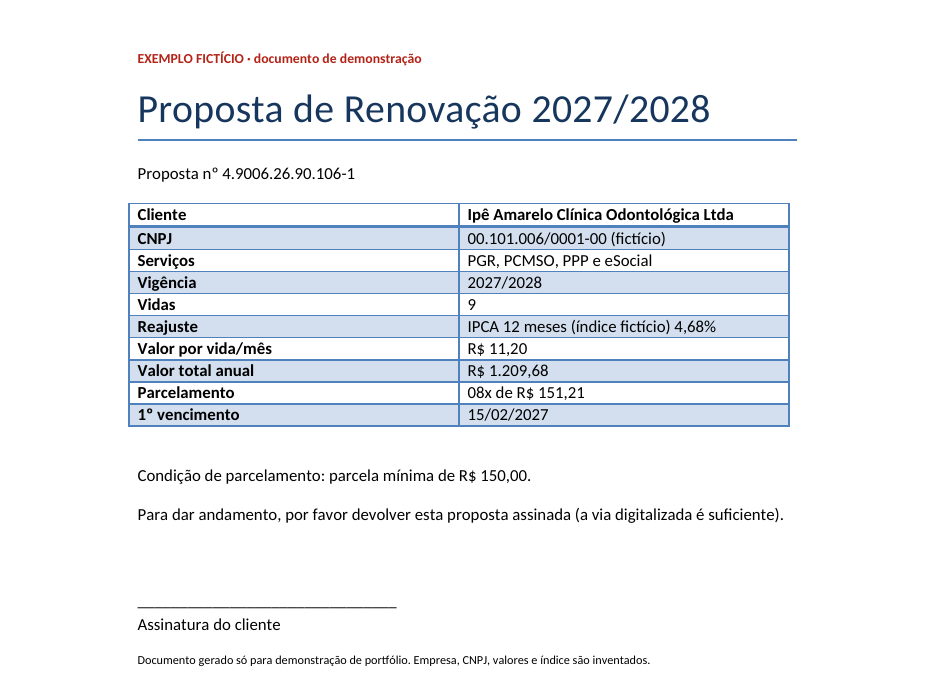 EXEMPLO FICTÍCIO · documento de demonstração
Proposta de Renovação 2027/2028
Proposta nº 4.9006.26.90.106-1
Cliente Ipê Amarelo Clínica Odontológica Ltda
CNPJ 00.101.006/0001-00 (fictício)
Serviços PGR, PCMSO, PPP e eSocial
Vigência 2027/2028
Vidas 9
Reajuste IPCA 12 meses (índice fictício) 4,68%
Valor por vida/mês R$ 11,20
Valor total anual R$ 1.209,68
Parcelamento 08x de R$ 151,21
1º vencimento 15/02/2027
Condição de parcelamento: parcela mínima de R$ 150,00.
Para dar andamento, por favor devolver esta proposta assinada (a via digitalizada é suficiente).
Assinatura do cliente
Documento gerado só para demonstração de portfólio. Empresa, CNPJ, valores e índice são inventados.